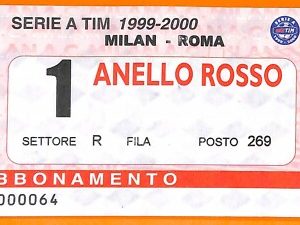 SERIE A TIM 1999-2000
MILAN - ROMA
1 ANELLO ROSSO
SETTORE R FILA POSTO 269
BBONAMENTO
000064